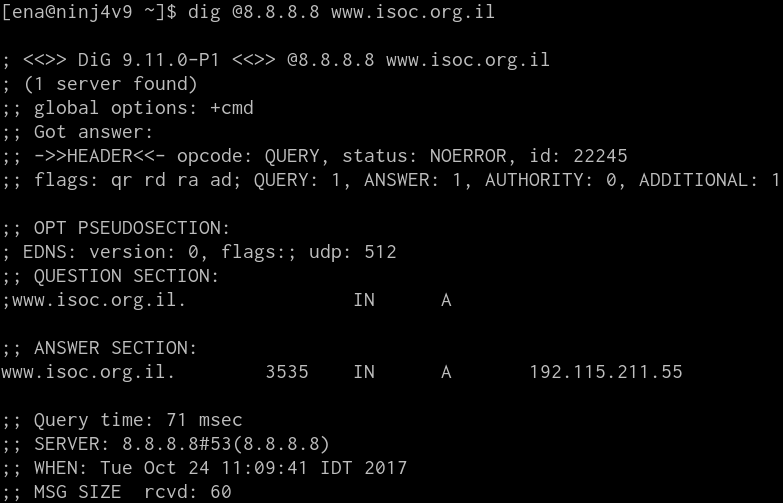 [ena@ninj4v9 ~]$ dig @8.8.8.8 www.isoc.org.il
; <<>> DiG 9.11.0-P1 <<>> @8.8.8.8 www.isoc.org.il
; (1 server found)
;; global options: +cmd
;; Got answer:
;; ->>HEADER<<- opcode: QUERY, status: NOERROR, id: 22245
;; flags: qr rd ra ad; QUERY: 1, ANSWER: 1, AUTHORITY: 0, ADDITIONAL: 1
;; OPT PSEUDOSECTION:
; EDNS: version: 0, flags:; udp: 512
;; QUESTION SECTION:
;www.isoc.org.il. IN A
;; ANSWER SECTION:
www.isoc.org.il. 3535 IN A 192.115.211.55
;; Query time: 71 msec
;; SERVER: 8.8.8.8#53(8.8.8.8)
;; WHEN: Tue Oct 24 11:09:41 IDT 2017
;; MSG SIZE rcvd: 60